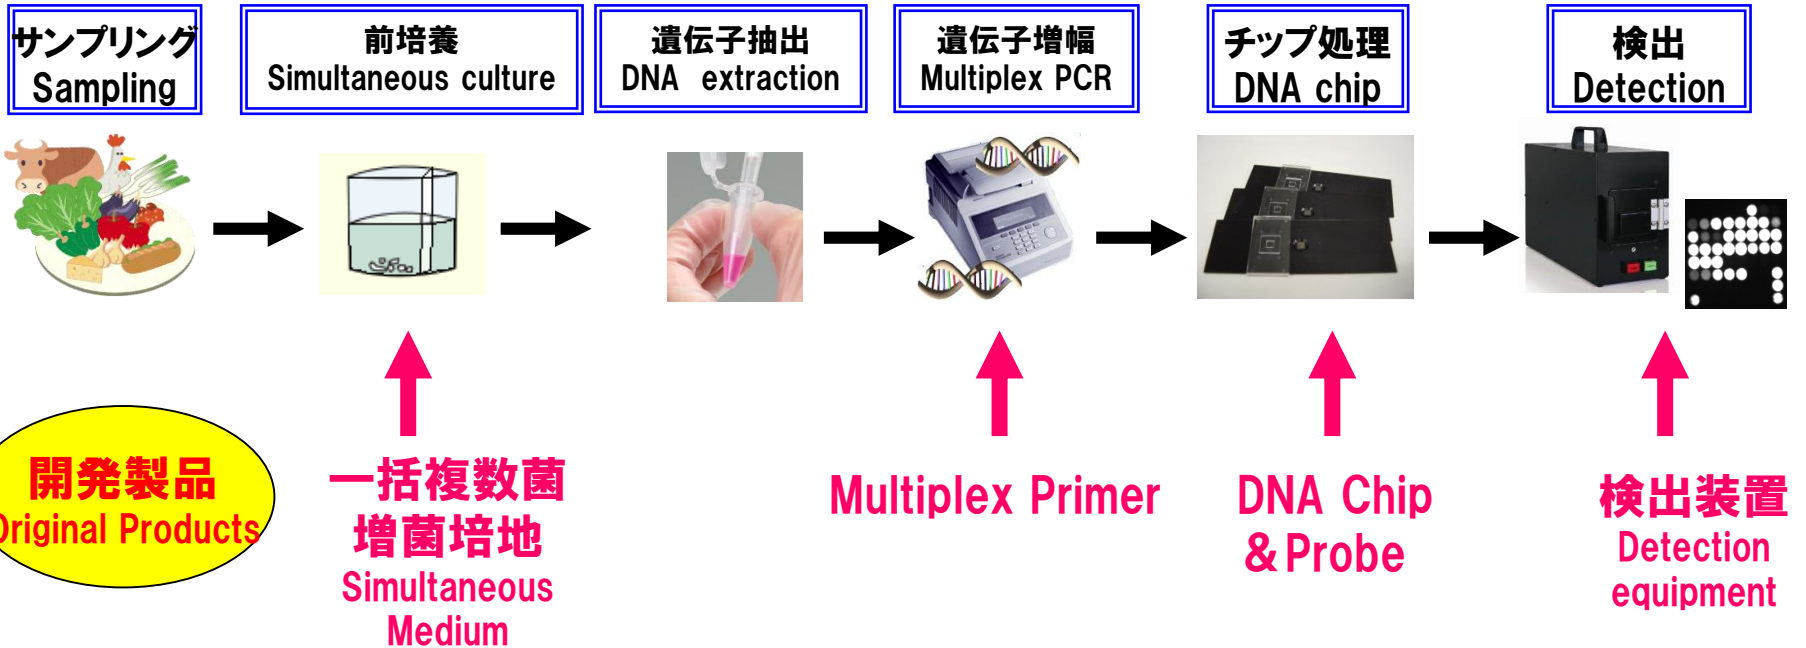 サンプリング
Sampling
前培養
Simultaneous culture
遺伝子抽出
DNA extraction
遺伝子増幅
Multiplex PCR
チップ処理
DNA chip
検出
Detection
開発製品
Original Products
一括複数菌
増菌培地
Simultaneous
Medium
Multiplex Primer
DNA Chip
&Probe
検出装置
Detection
equipment